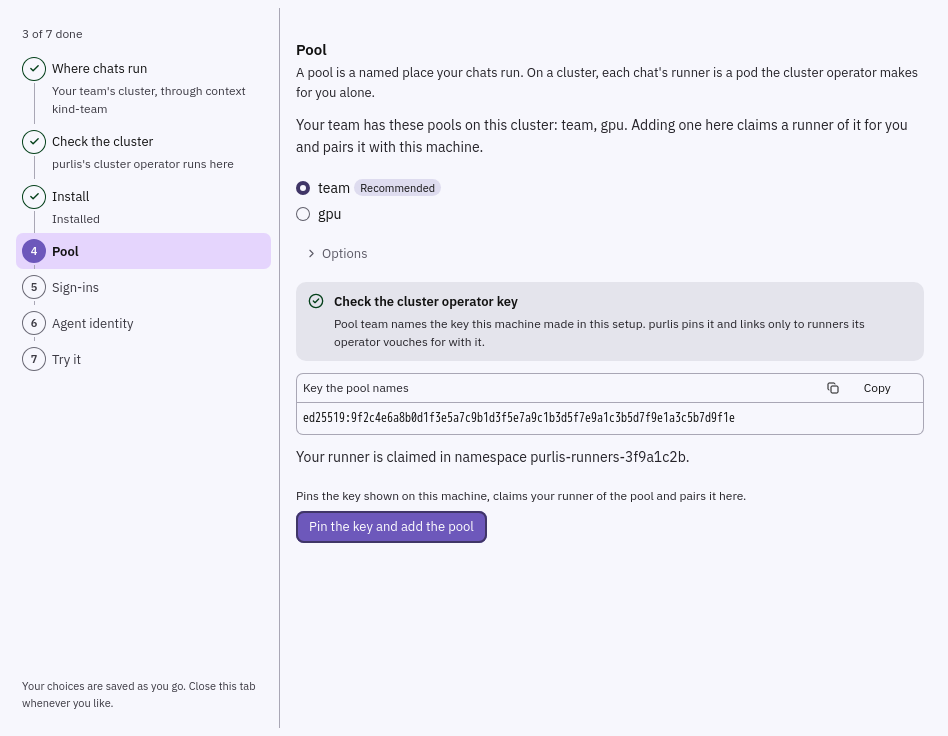 3 of 7 done
Where chats run
Your team's cluster, through context
kind-team
Check the cluster
purlis's cluster operator runs here
Install
Installed
4 Pool
5 Sign-ins
6 Agent identity
7 Try it
Your choices are saved as you go. Close this tab
whenever you like.
Pool
A pool is a named place your chats run. On a cluster, each chat's runner is a pod the cluster operator makes
for you alone.
Your team has these pools on this cluster: team, gpu. Adding one here claims a runner of it for you
and pairs it with this machine.
team Recommended
gpu
Options
Check the cluster operator key
Pool team names the key this machine made in this setup. purlis pins it and links only to runners its
operator vouches for with it.
Key the pool names Copy
ed25519:9f2c4e6a8b0d1f3e5a7c9b1d3f5e7a9c1b3d5f7e9a1c3b5d7f9e1a3c5b7d9f1e
Your runner is claimed in namespace purlis-runners-3f9a1c2b.
Pins the key shown on this machine, claims your runner of the pool and pairs it here.
Pin the key and add the pool